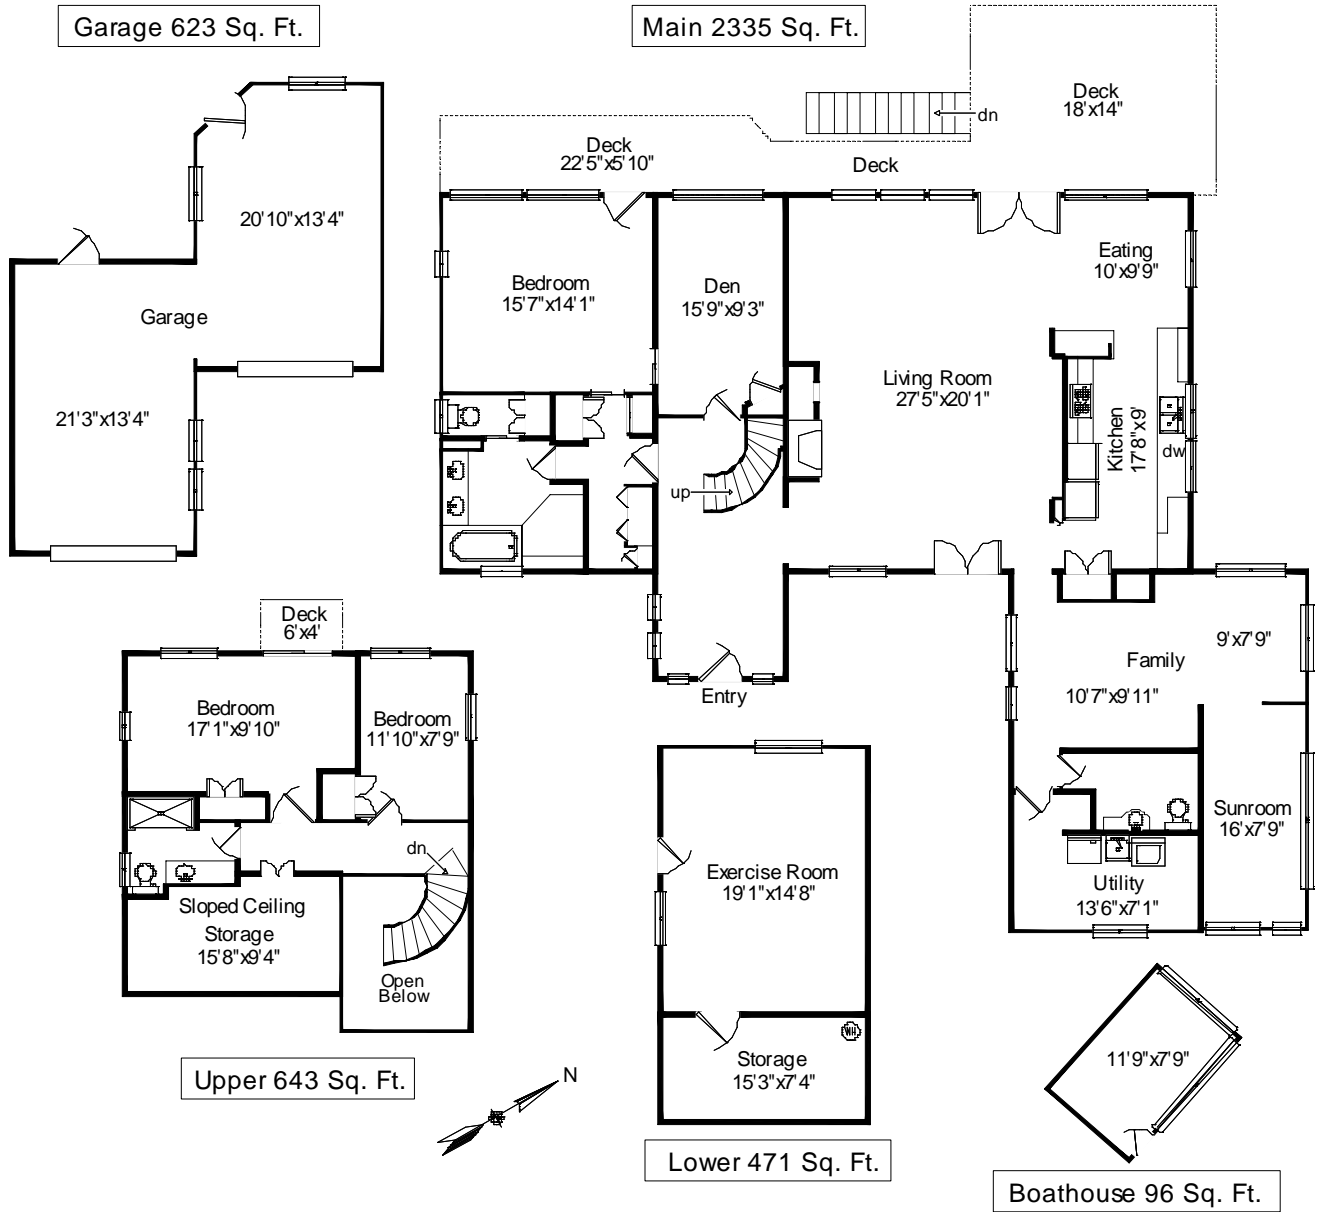 Garage 623 Sq. Ft.
20'10"x13'4"
Garage
21'3"x13'4"
Main 2335 Sq. Ft.
Deck
18'x14"
dn
Deck
22'5"x5'10"
Deck
Eating
10'x9'9"
Bedroom
15'7"x14'1"
Den
15'9"x9'3"
Living Room
27'5"x20'1"
Kitchen
17'8"x9'
dw
up
Entry
9'x7'9"
Family
10'7"x9'11"
Sunroom
16'x7'9"
Utility
13'6"x7'1"
Deck
6'x4'
Bedroom
17'1"x9'10"
Bedroom
11'10"x7'9"
dn
Sloped Ceiling
Storage
15'8"x9'4"
Open
Below
Upper 643 Sq. Ft.
N
Exercise Room
19'1"x14'8"
WH
Storage
15'3"x7'4"
Lower 471 Sq. Ft.
11'9"x7'9"
Boathouse 96 Sq. Ft.